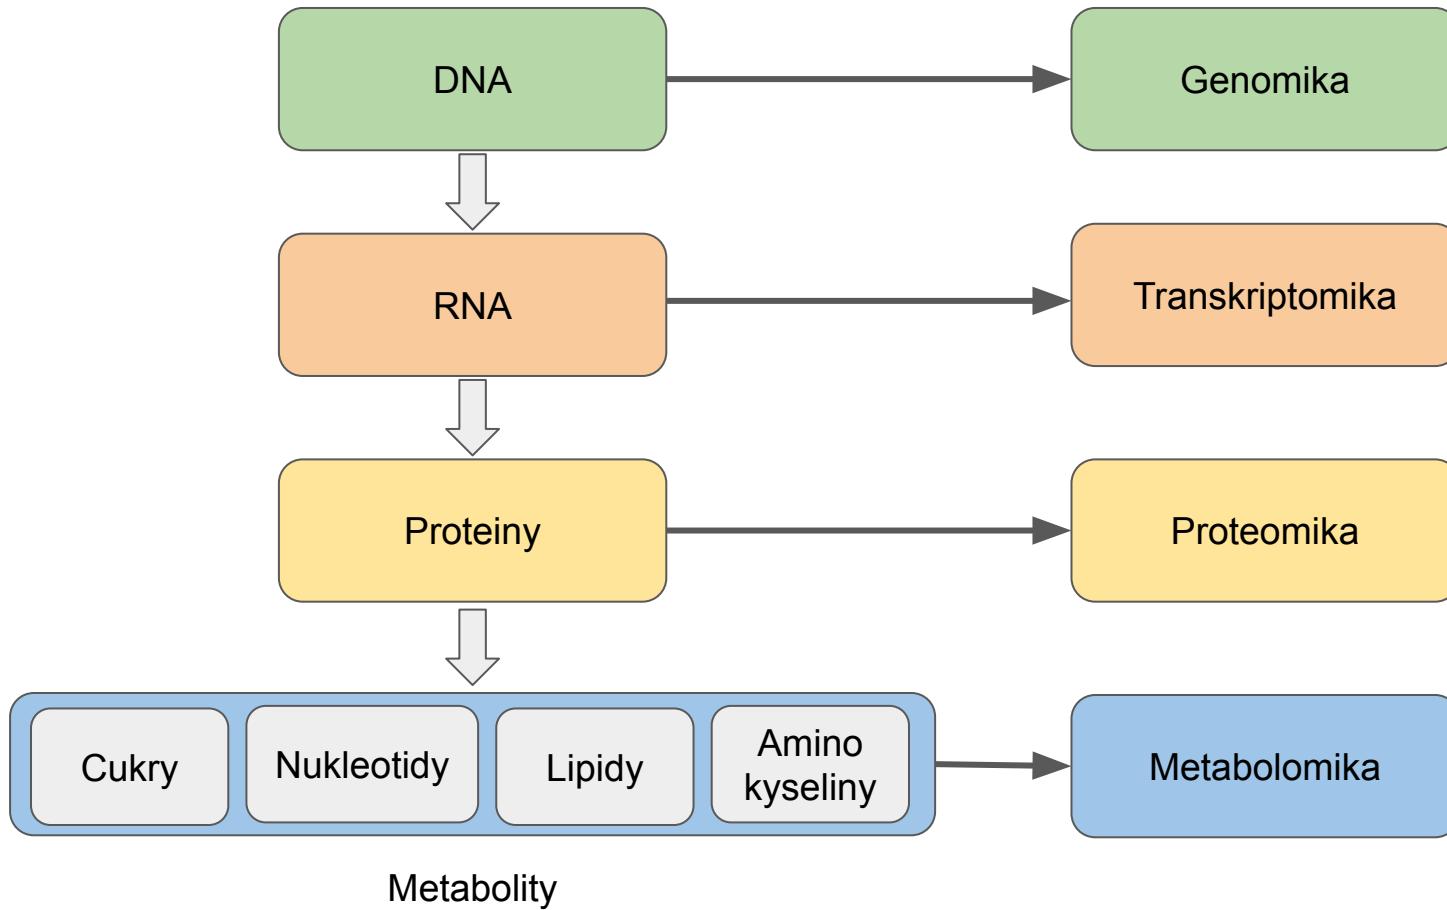 DNA
Genomika
RNA
Transkriptomika
Proteiny
Proteomika
Cukry
Nukleotidy
Lipidy
Amino
kyseliny
Metabolomika
Metabolity